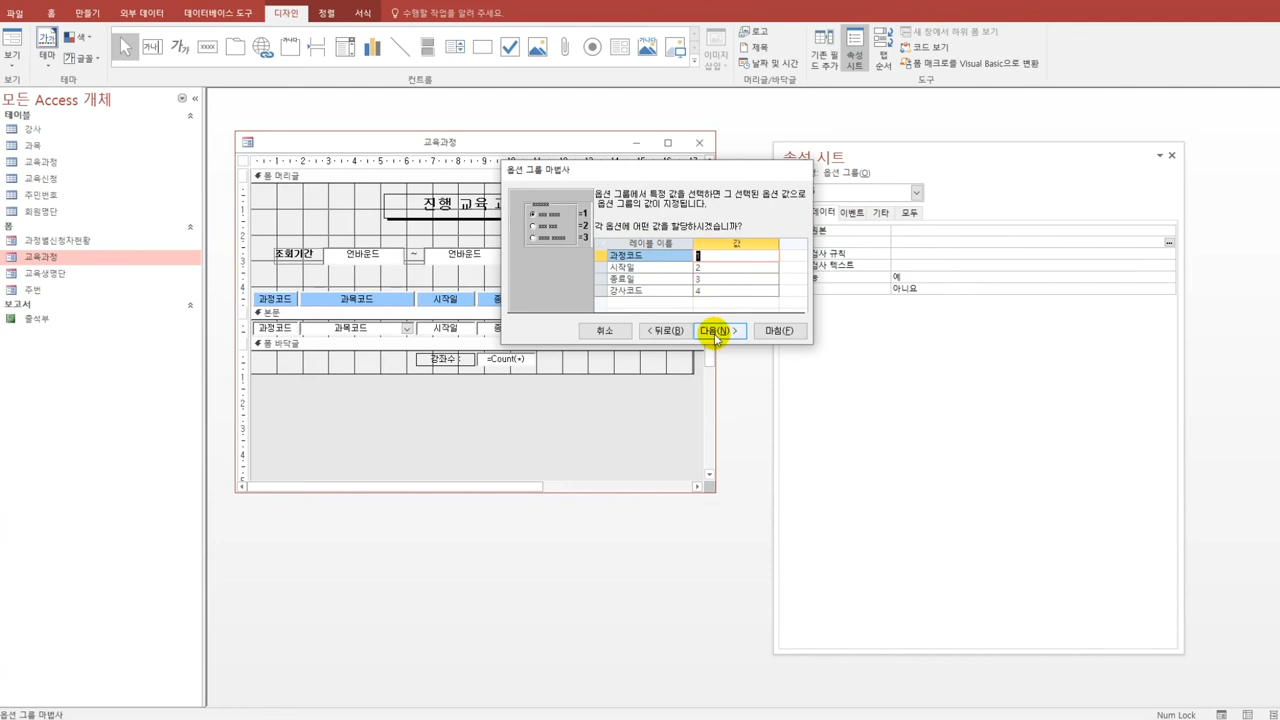 파일 홈 만들기 외부 데이터 데이터베이스 도구 디자인 정렬 서식 수행할 작업을 알려 주세요.
보기 테마 색 글꼴 가나 가가 xxxx 이미지 삽입 로고 제목 날짜 및 시간 기존 필드 추가 속성 시트 탭 순서 새 창에서 하위 폼 보기 코드 보기 폼 매크로를 Visual Basic으로 변환
보기 테마 컨트롤 머리글/바닥글 도구
모든 Access 개체
테이블
강사
과목
교육과정
교육신청
주민번호
회원명단
폼
과정별신청자현황
교육과정
교육생명단
주번
보고서
출석부
교육과정
폼 머리글
진행 교육 고
조회기간 언바운드 ~ 언바운드
과정코드 과목코드 시작일
본문
과정코드 과목코드 시작일
폼 바닥글
강좌수 : =Count(*)
옵션 그룹 마법사
옵션 그룹에서 특정 값을 선택하면 그 선택된 옵션 값으로
옵션 그룹의 값이 지정됩니다.
각 옵션에 어떤 값을 할당하시겠습니까?
레이블 이름 값
과정코드 1
시작일 2
종료일 3
강사코드 4
취소 < 뒤로(B) 다음(N) > 마침(F)
속성 시트
옵션 그룹(O)
데이터 이벤트 기타 모두
원본
검사 규칙
검사 텍스트
예
아니요
옵션 그룹 마법사
Num Lock